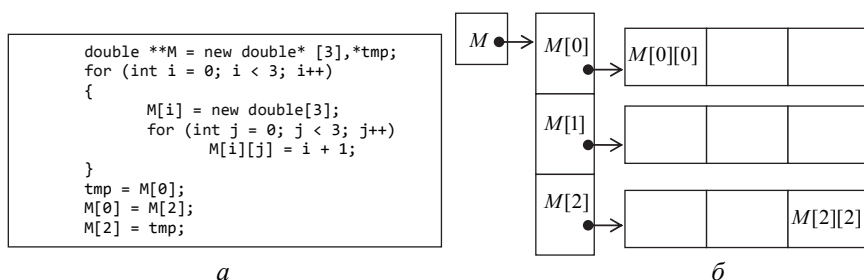 double **M = new double* [3],*tmp;
for (int i = 0; i < 3; i++)
{
M[i] = new double[3];
for (int j = 0; j < 3; j++)
M[i][j] = i + 1;
}
tmp = M[0];
M[0] = M[2];
M[2] = tmp;
а
M
M[0]
M[0][0]
M[1]
M[2]
M[2][2]
б